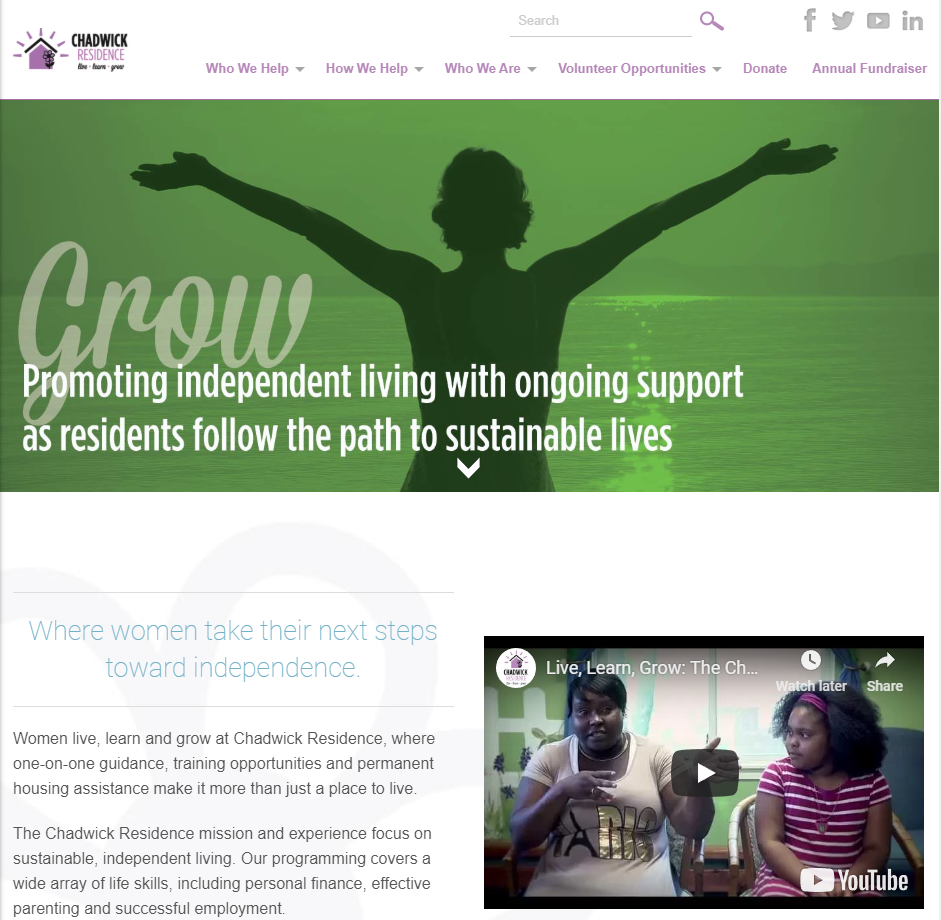 Search
CHADWICK
RESIDENCE
live • learn • grow
Who We Help
How We Help
Who We Are
Volunteer Opportunities
Donate
Annual Fundraiser
Grow
Promoting independent living with ongoing support
as residents follow the path to sustainable lives
Where women take their next steps
toward independence.
Women live, learn and grow at Chadwick Residence, where
one-on-one guidance, training opportunities and permanent
housing assistance make it more than just a place to live.
The Chadwick Residence mission and experience focus on
sustainable, independent living. Our programming covers a
wide array of life skills, including personal finance, effective
parenting and successful employment.
CHADWICK
RESIDENCE
Live, Learn, Grow: The Ch...
Watch later
Share
YouTube